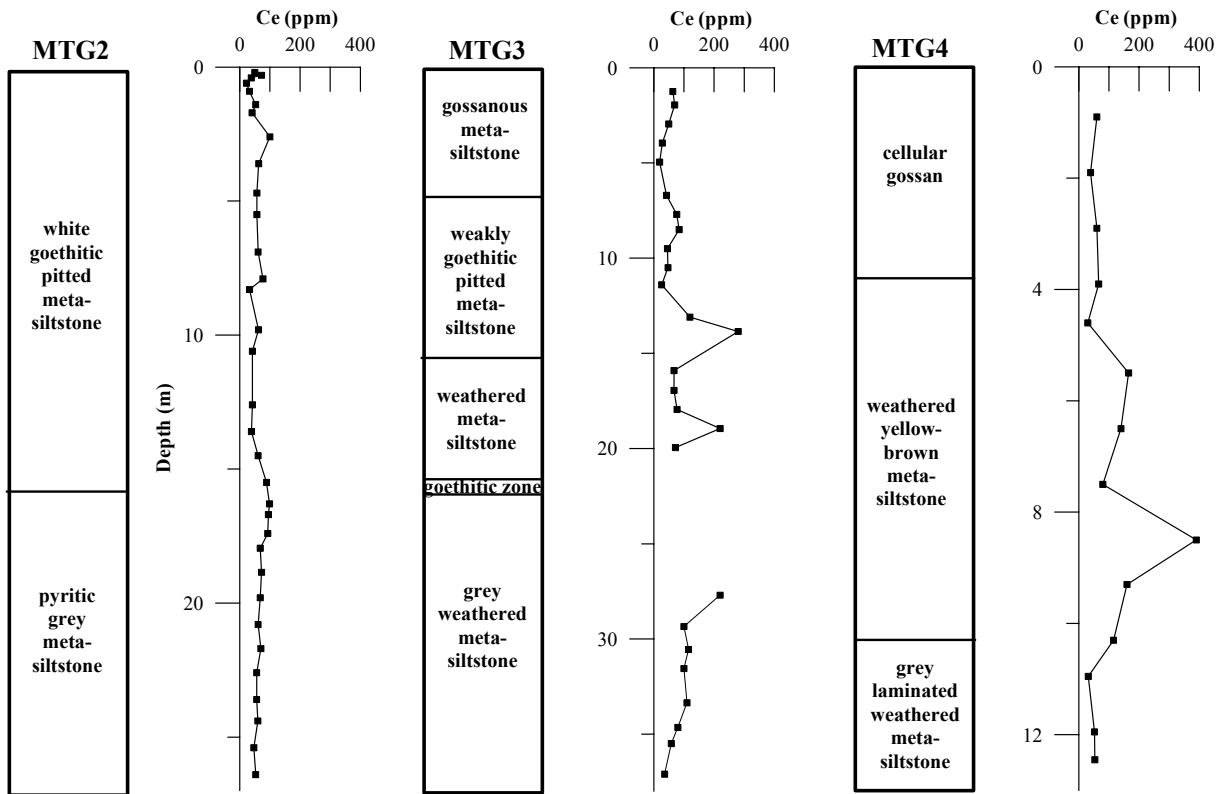 Ce (ppm)
MTG2
0 200 400
white
goethitic
pitted
meta-
siltstone
pyritic
grey
meta-
siltstone
Depth (m)
0
10
20
Ce (ppm)
MTG3
0 200 400
gossanous
meta-
siltstone
weakly
goethitic
pitted
meta-
siltstone
weathered
meta-
siltstone
goethitic zone
grey
weathered
meta-
siltstone
0
10
20
30
Ce (ppm)
MTG4
0 200 400
cellular
gossan
weathered
yellow-
brown
meta-
siltstone
grey
laminated
weathered
meta-
siltstone
0
4
8
12